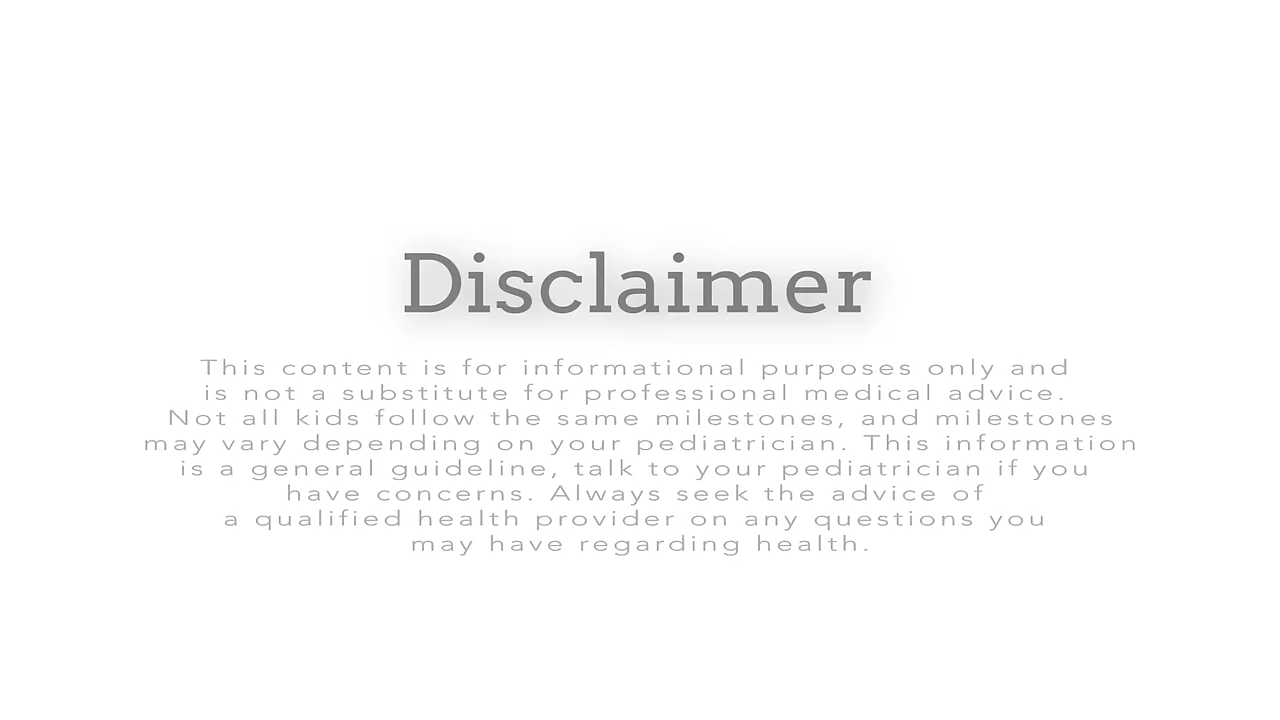 Disclaimer
This content is for informational purposes only and
is not a substitute for professional medical advice.
Not all kids follow the same milestones, and milestones
may vary depending on your pediatrician. This information
is a general guideline, talk to your pediatrician if you
have concerns. Always seek the advice of
a qualified health provider on any questions you
may have regarding health.